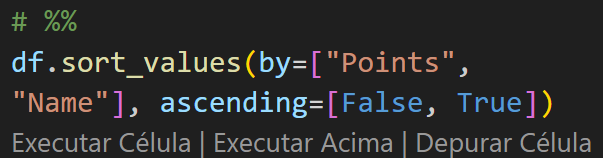 # %%
df.sort_values(by=["Points",
"Name"], ascending=[False, True])
Executar Célula | Executar Acima | Depurar Célula